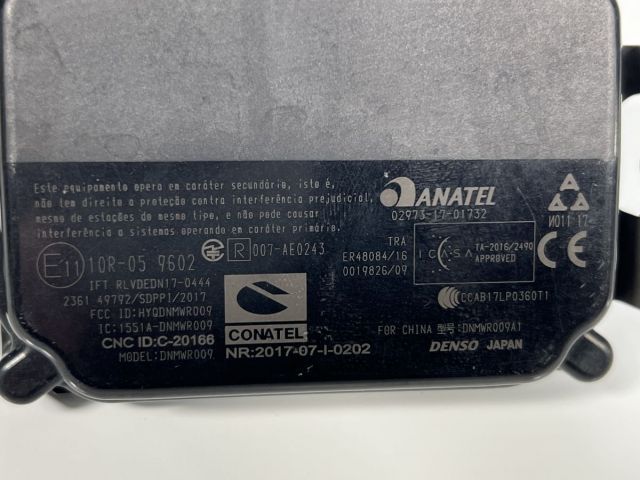 Este equipamento opera em caráter secundário, isto é,
não tem direito a proteção contra interferência prejudicial,
mesmo de estações do mesmo tipo, e não pode causar
interferência a sistemas operando em caráter primário.
ANATEL
02973-17-01732
N011 17
E11 10R-05 9602
R 007-AE0243
TRA
ER48084/16
0019826/09
ICASA TA-2016/2490
APPROVED
CE
IFT RLVDEDN17-0444
2361 49792/SDPPI/2017
FCC ID:HYQDNMWR009
IC:1551A-DNMWR009
CNC ID:C-20166
MODEL:DNMWR009
CONATEL
NR:2017-07-I-0202
CCAB17LP0360T1
FOR CHINA 型号:DNMWR009A1
DENSO JAPAN